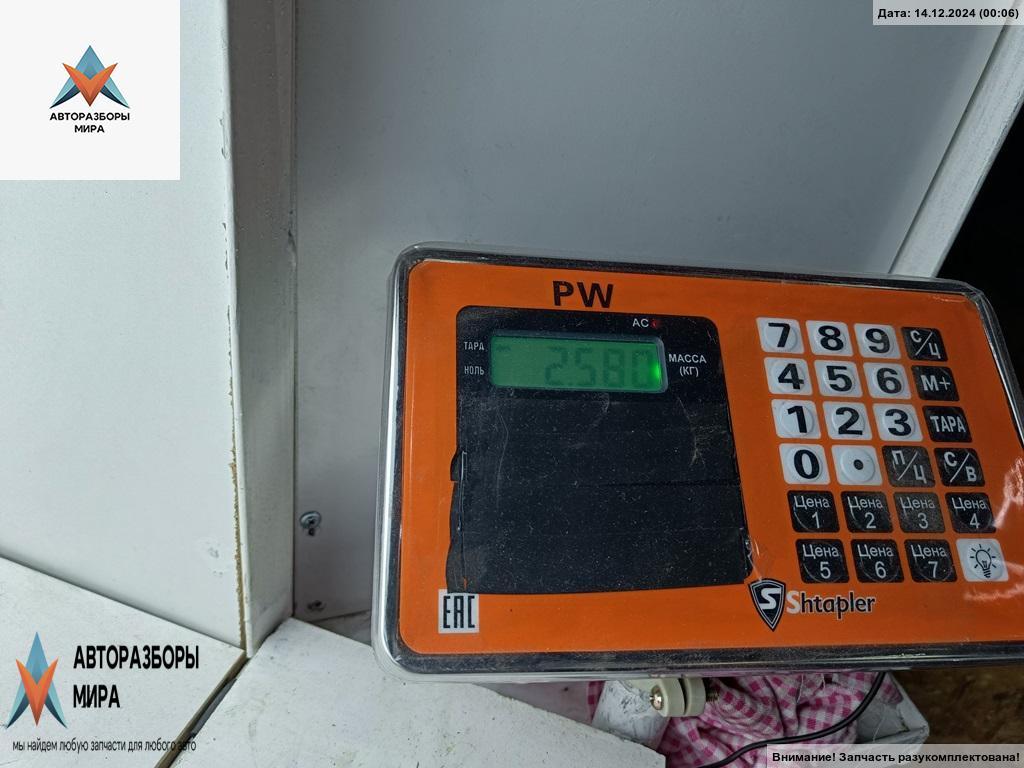 Дата: 14.12.2024 (00:06)
АВТОРАЗБОРЫ
МИРА
PW
AC
ТАРА
НОЛЬ
2.580
МАССА
(КГ)
7 8 9 С/Ц
4 5 6 М+
1 2 3 ТАРА
0 • П/Ц С/В
Цена 1 Цена 2 Цена 3 Цена 4
Цена 5 Цена 6 Цена 7
EAC
S Shtapler
АВТОРАЗБОРЫ
МИРА
мы найдем любую запчасти для любого авто
Внимание! Запчасть разукомплектована!